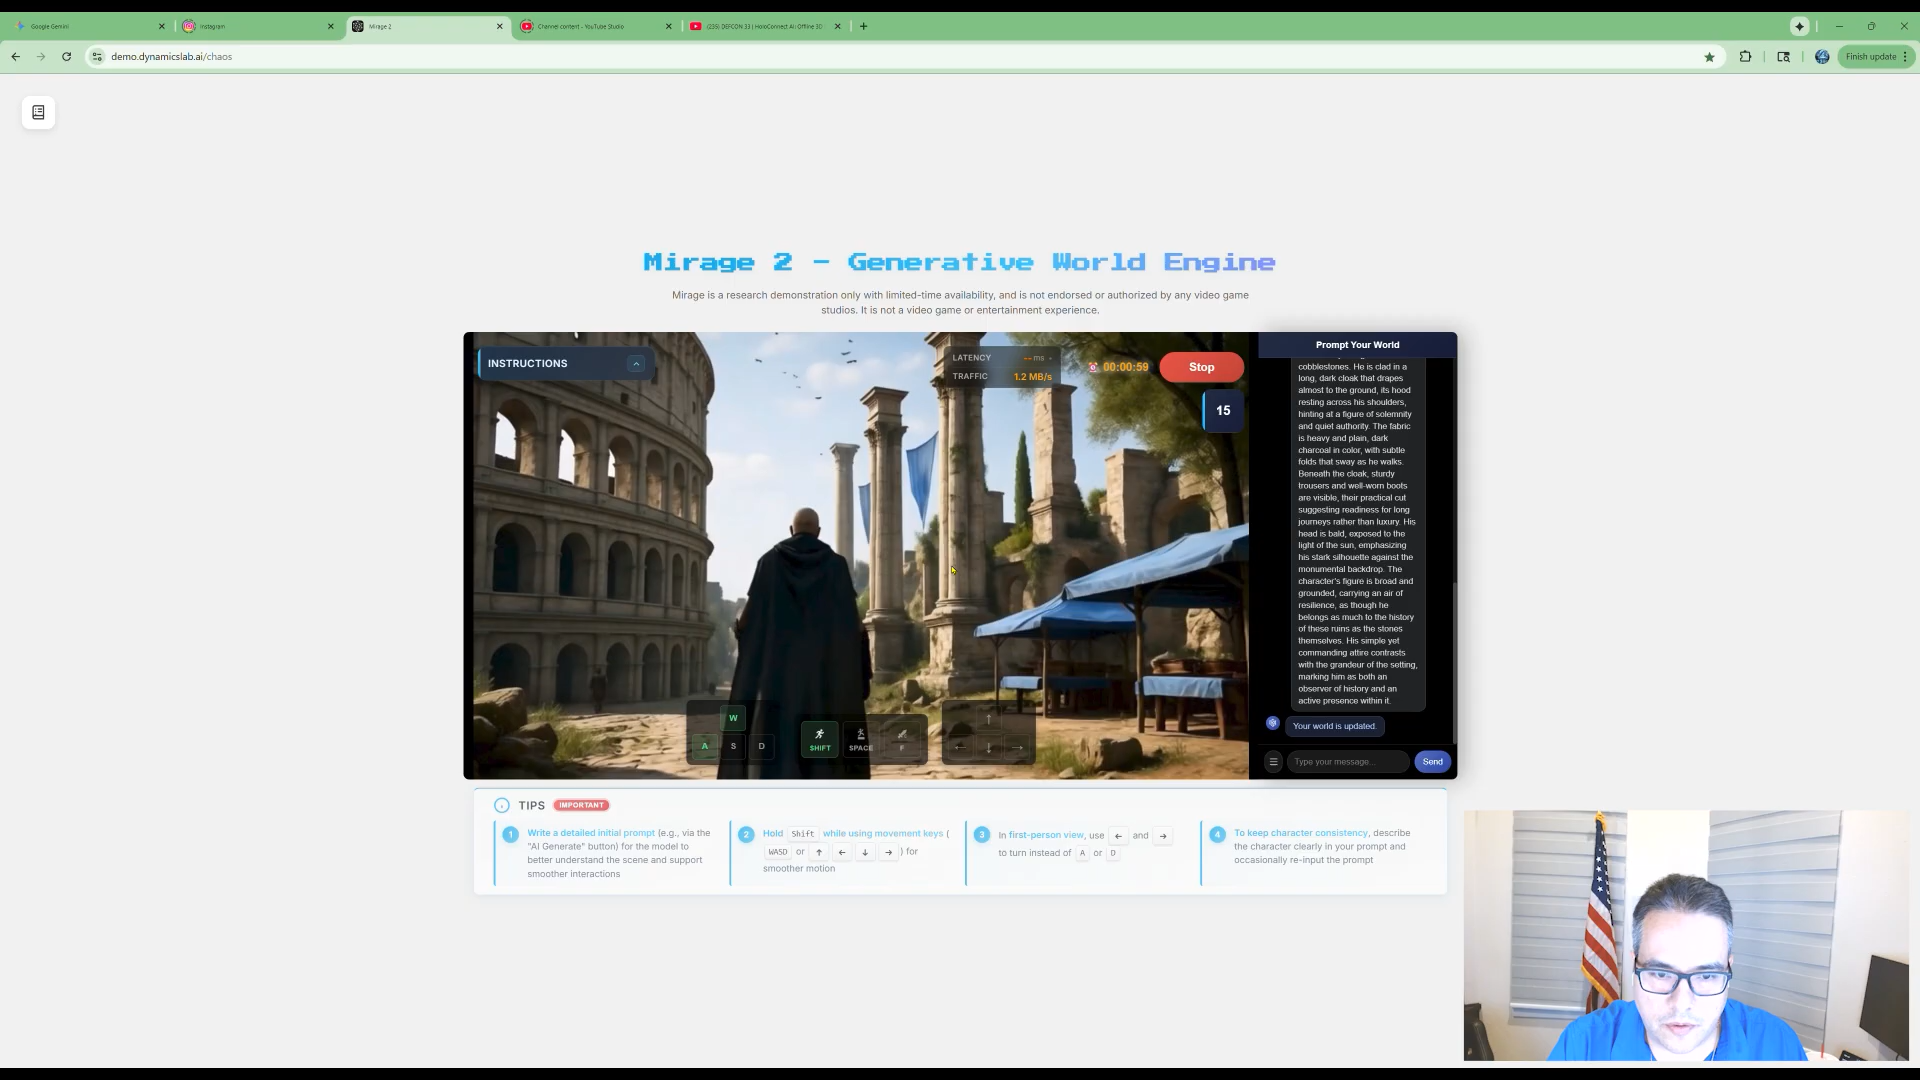 Google Gemini
Instagram
Mirage 2
Channel content - YouTube Studio
(235) DEFCON 33 | HoloConnect AI: Offline 3D
demo.dynamicslab.ai/chaos
Finish update
Mirage 2 - Generative World Engine
Mirage is a research demonstration only with limited-time availability, and is not endorsed or authorized by any video game
studios. It is not a video game or entertainment experience.
INSTRUCTIONS
LATENCY -- ms -
TRAFFIC 1.2 MB/s
00:00:59
Stop
15
W
A S D
SHIFT
SPACE
F
↑
← ↓ →
Prompt Your World
cobblestones. He is clad in a
long, dark cloak that drapes
almost to the ground, its hood
resting across his shoulders,
hinting at a figure of solemnity
and quiet authority. The fabric
is heavy and plain, dark
charcoal in color, with subtle
folds that sway as he walks.
Beneath the cloak, sturdy
trousers and well-worn boots
are visible, their practical cut
suggesting readiness for long
journeys rather than luxury. His
head is bald, exposed to the
light of the sun, emphasizing
his stark silhouette against the
monumental backdrop. The
character's figure is broad and
grounded, carrying an air of
resilience, as though he
belongs as much to the history
of these ruins as the stones
themselves. His simple yet
commanding attire contrasts
with the grandeur of the setting,
marking him as both an
observer of history and an
active presence within it.
Your world is updated.
Type your message...
Send
TIPS IMPORTANT
1 Write a detailed initial prompt (e.g., via the
"AI Generate" button) for the model to
better understand the scene and support
smoother interactions
2 Hold Shift while using movement keys (
WASD or ↑ ← ↓ → ) for
smoother motion
3 In first-person view, use ← and →
to turn instead of A or D
4 To keep character consistency, describe
the character clearly in your prompt and
occasionally re-input the prompt